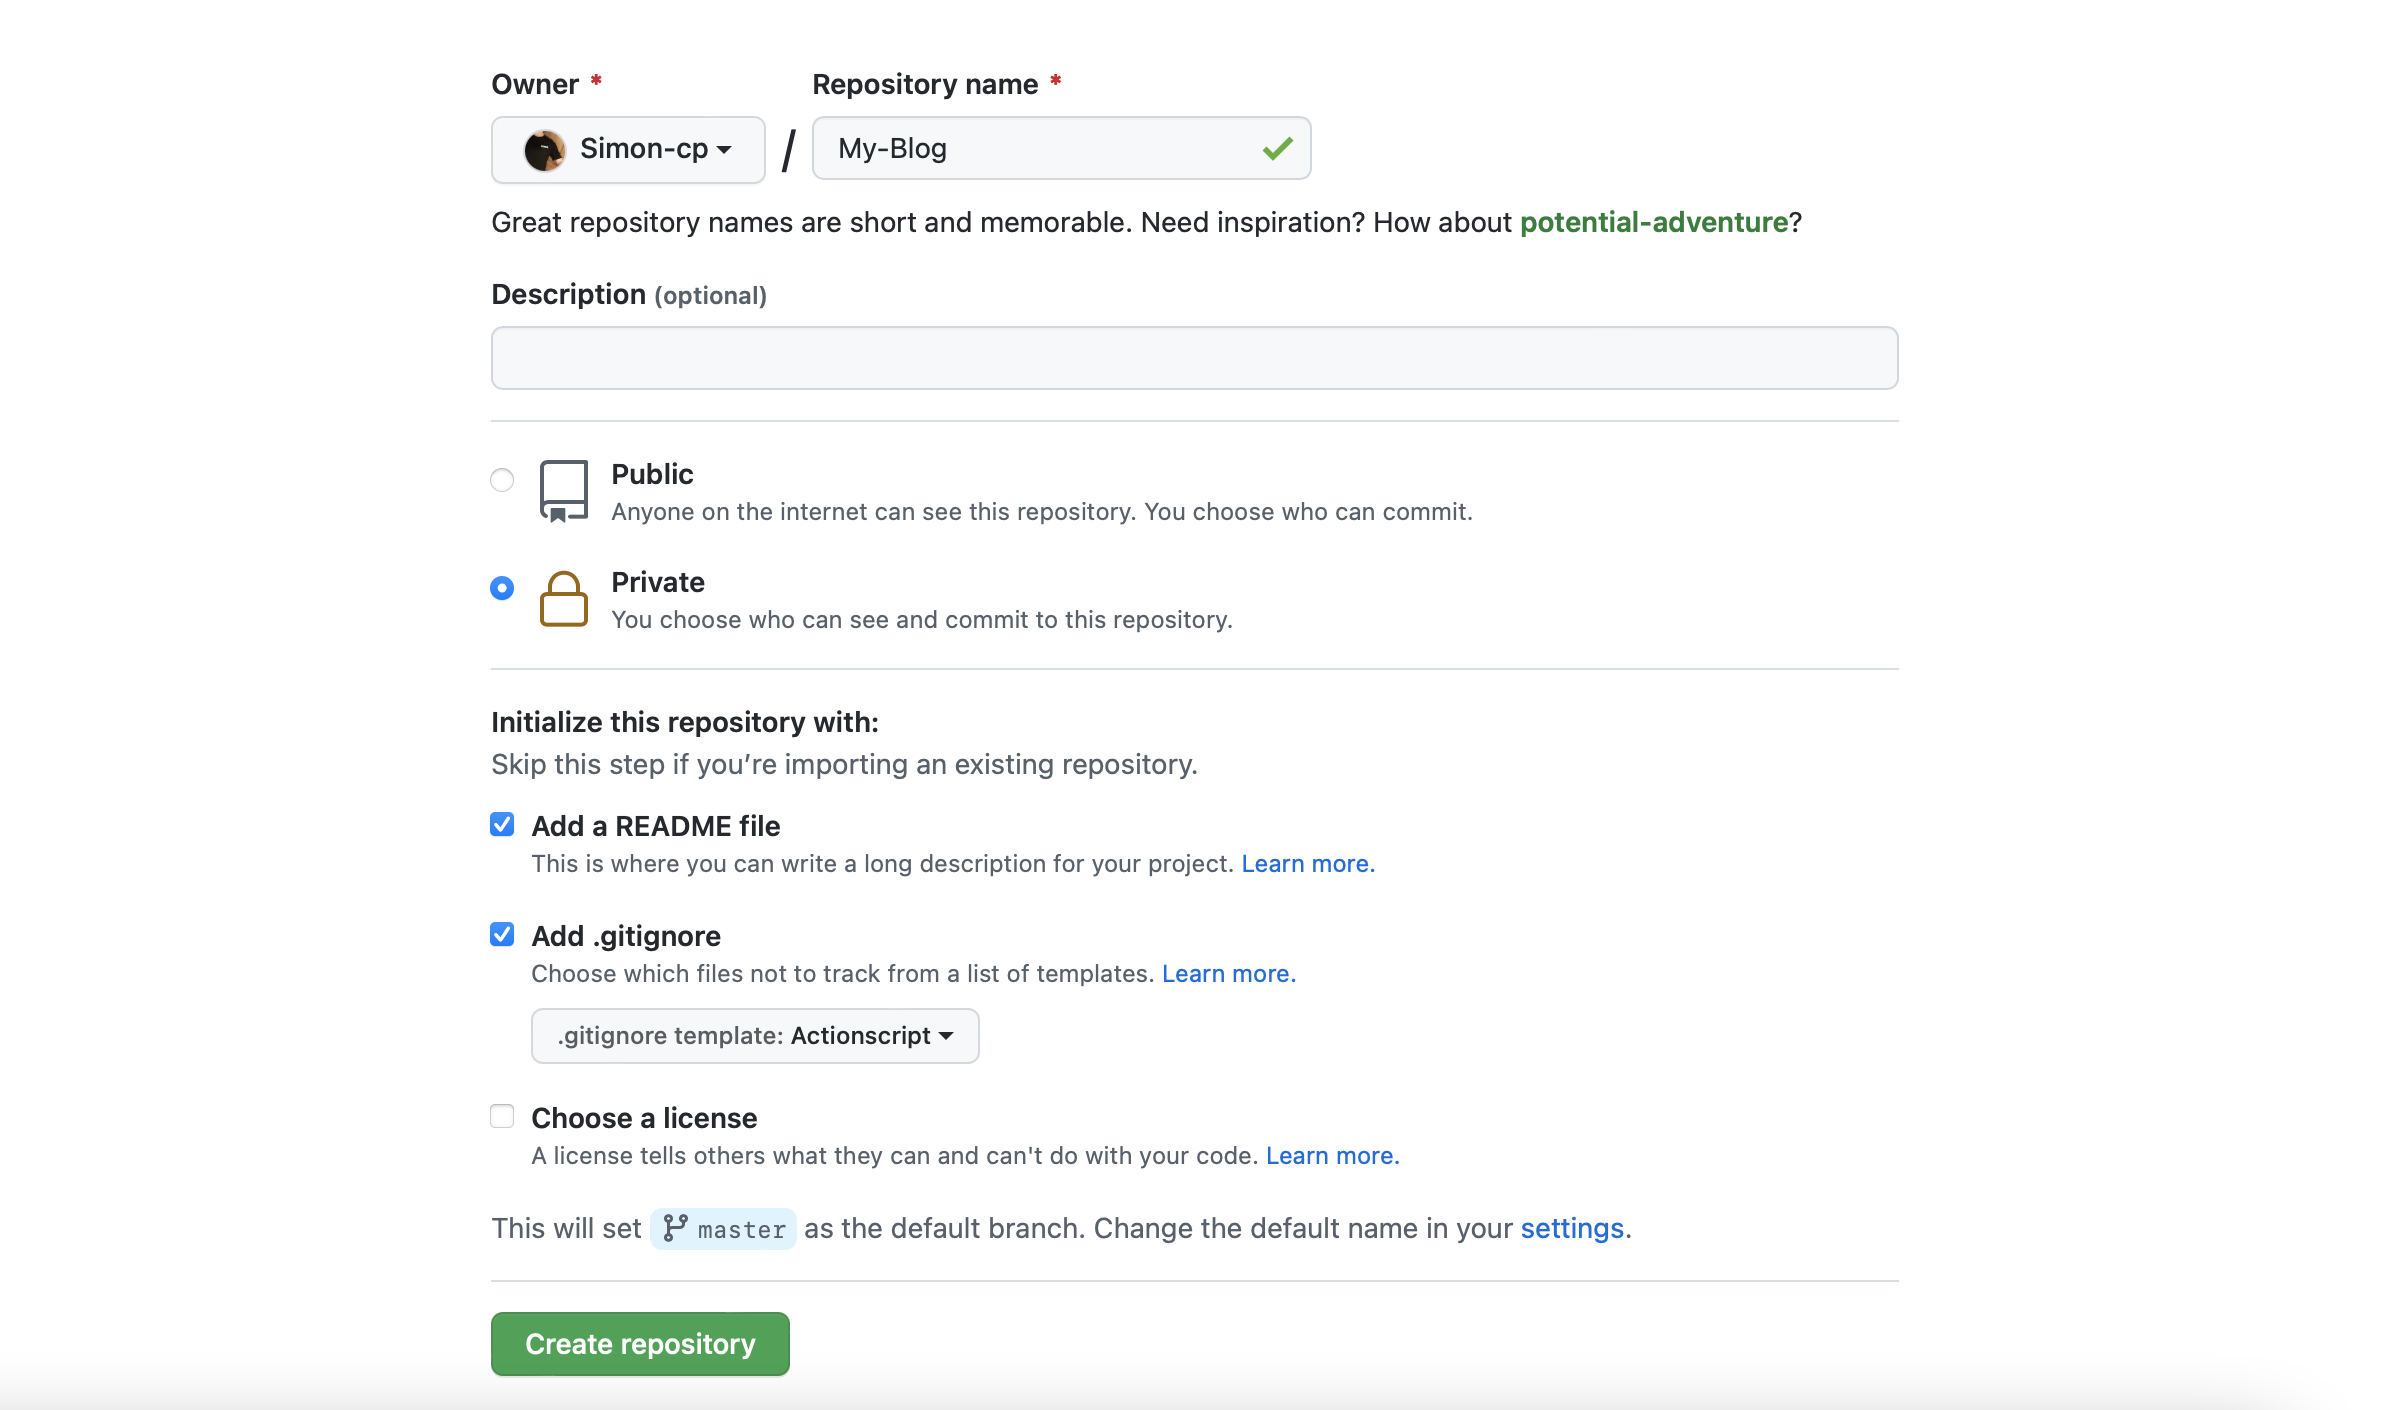 Owner * Repository name *
Simon-cp / My-Blog
Great repository names are short and memorable. Need inspiration? How about potential-adventure?
Description (optional)
Public
Anyone on the internet can see this repository. You choose who can commit.
Private
You choose who can see and commit to this repository.
Initialize this repository with:
Skip this step if you’re importing an existing repository.
Add a README file
This is where you can write a long description for your project. Learn more.
Add .gitignore
Choose which files not to track from a list of templates. Learn more.
.gitignore template: Actionscript
Choose a license
A license tells others what they can and can't do with your code. Learn more.
This will set master as the default branch. Change the default name in your settings.
Create repository